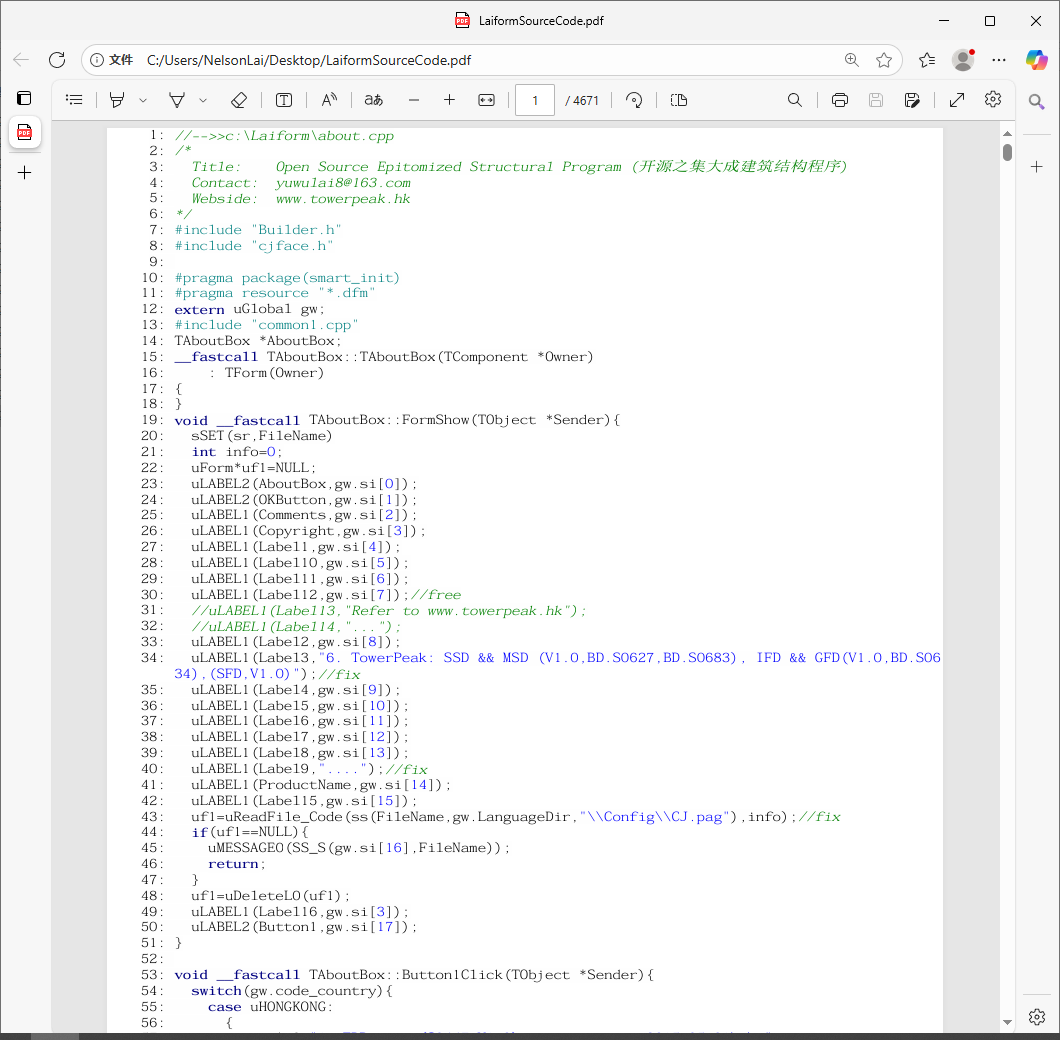 LaiformSourceCode.pdf
文件 C:/Users/NelsonLai/Desktop/LaiformSourceCode.pdf
1 / 4671
1: //-->>c:\Laiform\about.cpp
2: /*
3: Title: Open Source Epitomized Structural Program (开源之集大成建筑结构程序)
4: Contact: yuwulai8@163.com
5: Webside: www.towerpeak.hk
6: */
7: #include "Builder.h"
8: #include "cjface.h"
9:
10: #pragma package(smart_init)
11: #pragma resource "*.dfm"
12: extern uGlobal gw;
13: #include "common1.cpp"
14: TAboutBox *AboutBox;
15: __fastcall TAboutBox::TAboutBox(TComponent *Owner)
16: : TForm(Owner)
17: {
18: }
19: void __fastcall TAboutBox::FormShow(TObject *Sender){
20: sSET(sr,FileName)
21: int info=0;
22: uForm*uf1=NULL;
23: uLABEL2(AboutBox,gw.si[0]);
24: uLABEL2(OKButton,gw.si[1]);
25: uLABEL1(Comments,gw.si[2]);
26: uLABEL1(Copyright,gw.si[3]);
27: uLABEL1(Label1,gw.si[4]);
28: uLABEL1(Label10,gw.si[5]);
29: uLABEL1(Label11,gw.si[6]);
30: uLABEL1(Label12,gw.si[7]);//free
31: //uLABEL1(Label13,"Refer to www.towerpeak.hk");
32: //uLABEL1(Label14,"...");
33: uLABEL1(Label2,gw.si[8]);
34: uLABEL1(Label3,"6. TowerPeak: SSD && MSD (V1.0,BD.S0627,BD.S0683), IFD && GFD(V1.0,BD.S06
34),(SFD,V1.0)");//fix
35: uLABEL1(Label4,gw.si[9]);
36: uLABEL1(Label5,gw.si[10]);
37: uLABEL1(Label6,gw.si[11]);
38: uLABEL1(Label7,gw.si[12]);
39: uLABEL1(Label8,gw.si[13]);
40: uLABEL1(Label9,"....");//fix
41: uLABEL1(ProductName,gw.si[14]);
42: uLABEL1(Label15,gw.si[15]);
43: uf1=uReadFile_Code(ss(FileName,gw.LanguageDir,"\\Config\\CJ.pag"),info);//fix
44: if(uf1==NULL){
45: uMESSAGE0(SS_S(gw.si[16],FileName));
46: return;
47: }
48: uf1=uDeleteL0(uf1);
49: uLABEL1(Label16,gw.si[3]);
50: uLABEL2(Button1,gw.si[17]);
51: }
52:
53: void __fastcall TAboutBox::Button1Click(TObject *Sender){
54: switch(gw.code_country){
55: case uHONGKONG:
56: {